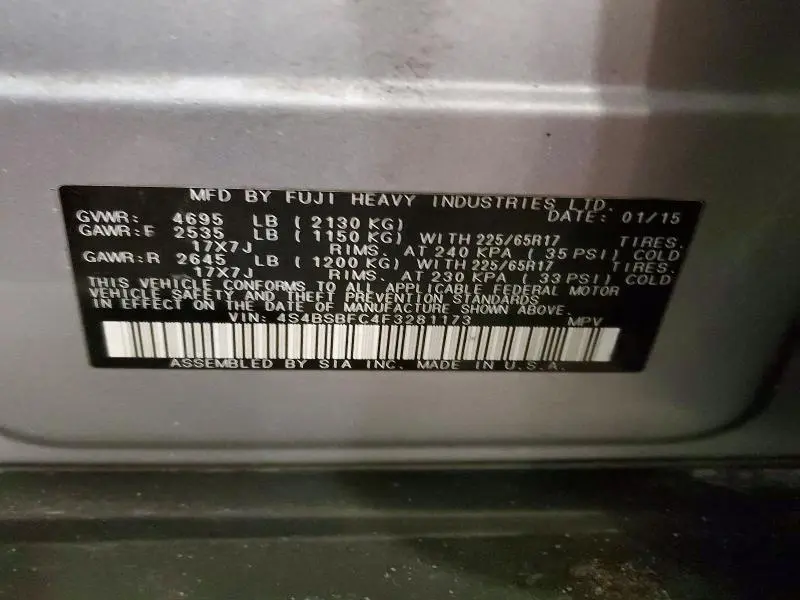 MFD BY FUJI HEAVY INDUSTRIES LTD.
GVWR: 4695 LB ( 2130 KG) DATE: 01/15
GAWR:F 2535 LB ( 1150 KG) WITH 225/65R17 TIRES.
17X7J RIMS. AT 240 KPA ( 35 PSI) COLD
GAWR:R 2645 LB ( 1200 KG) WITH 225/65R17 TIRES.
17X7J RIMS. AT 230 KPA ( 33 PSI) COLD
THIS VEHICLE CONFORMS TO ALL APPLICABLE FEDERAL MOTOR
VEHICLE SAFETY AND THEFT PREVENTION STANDARDS
IN EFFECT ON THE DATE OF MANUFACTURE SHOWN ABOVE.
VIN: 4S4BSBFC4F3281173 MPV
ASSEMBLED BY SIA INC. MADE IN U.S.A.